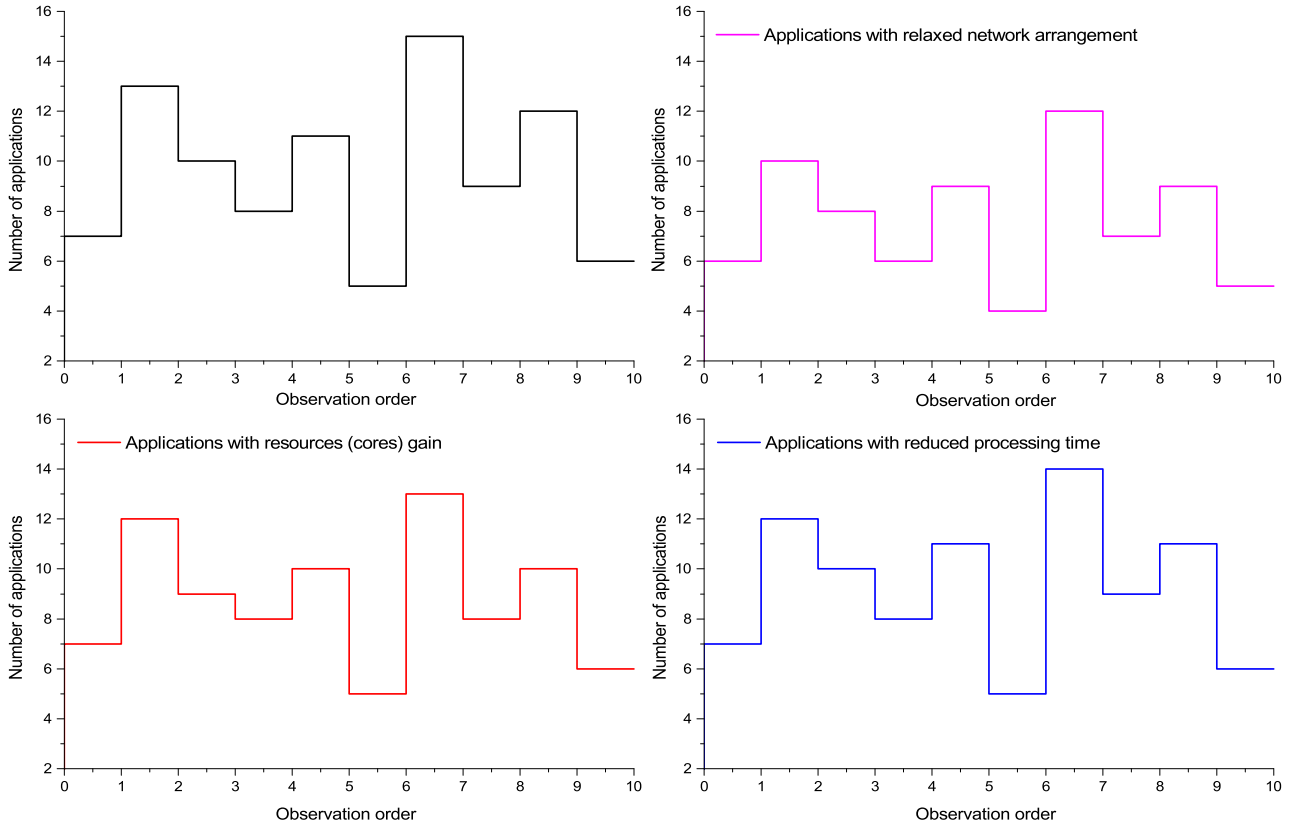 16
14
12
10
8
6
4
2
Number of applications
0 1 2 3 4 5 6 7 8 9 10
Observation order
16
14
12
10
8
6
4
2
Number of applications
Applications with relaxed network arrangement
0 1 2 3 4 5 6 7 8 9 10
Observation order
16
14
12
10
8
6
4
2
Number of applications
Applications with resources (cores) gain
0 1 2 3 4 5 6 7 8 9 10
Observation order
16
14
12
10
8
6
4
2
Number of applications
Applications with reduced processing time
0 1 2 3 4 5 6 7 8 9 10
Observation order